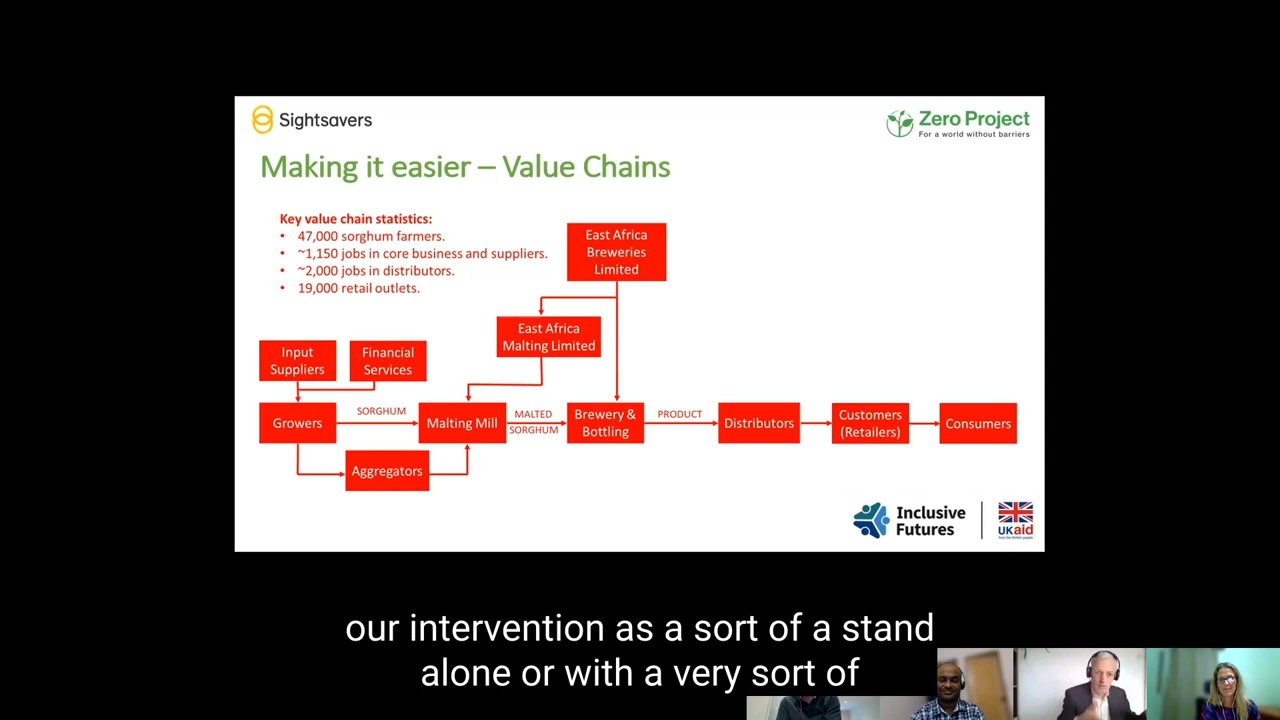 Sightsavers
Zero Project
For a world without barriers
Making it easier – Value Chains
Key value chain statistics:
• 47,000 sorghum farmers.
• ~1,150 jobs in core business and suppliers.
• ~2,000 jobs in distributors.
• 19,000 retail outlets.
East Africa
Breweries
Limited
East Africa
Malting Limited
Input
Suppliers
Financial
Services
Growers
SORGHUM
Malting Mill
MALTED
SORGHUM
Brewery &
Bottling
PRODUCT
Distributors
Customers
(Retailers)
Consumers
Aggregators
Inclusive
Futures
UKaid
from the British people
our intervention as a sort of a stand
alone or with a very sort of